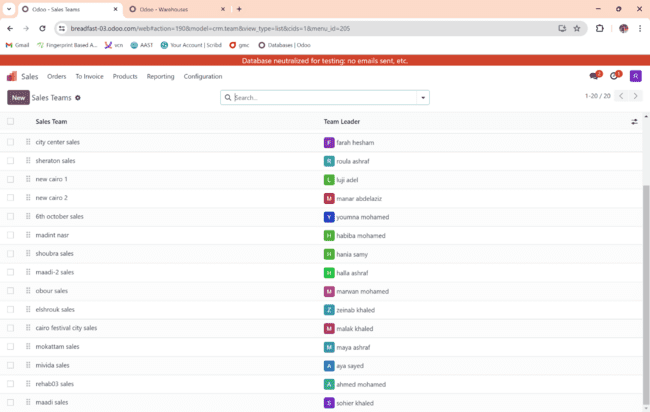 Odoo - Sales Teams
Odoo - Warehouses
breadfast-03.odoo.com/web#action=190&model=crm.team&view_type=list&cids=1&menu_id=205
Gmail
Fingerprint Based A...
vcn
AAST
Your Account | Scribd
gmc
Databases | Odoo
Database neutralized for testing: no emails sent, etc.
Sales
Orders
To Invoice
Products
Reporting
Configuration
R
New
Sales Teams
Search...
1-20 / 20
Sales Team
Team Leader
city center sales
F farah hesham
sheraton sales
R roula ashraf
new cairo 1
L luji adel
new cairo 2
M manar abdelaziz
6th october sales
Y youmna mohamed
madint nasr
H habiba mohamed
shoubra sales
H hania samy
maadi-2 sales
H halla ashraf
obour sales
M marwan mohamed
elshrouk sales
Z zeinab khaled
cairo festival city sales
M malak khaled
mokattam sales
M maya ashraf
mivida sales
A aya sayed
rehab03 sales
A ahmed mohamed
maadi sales
S sohier khaled